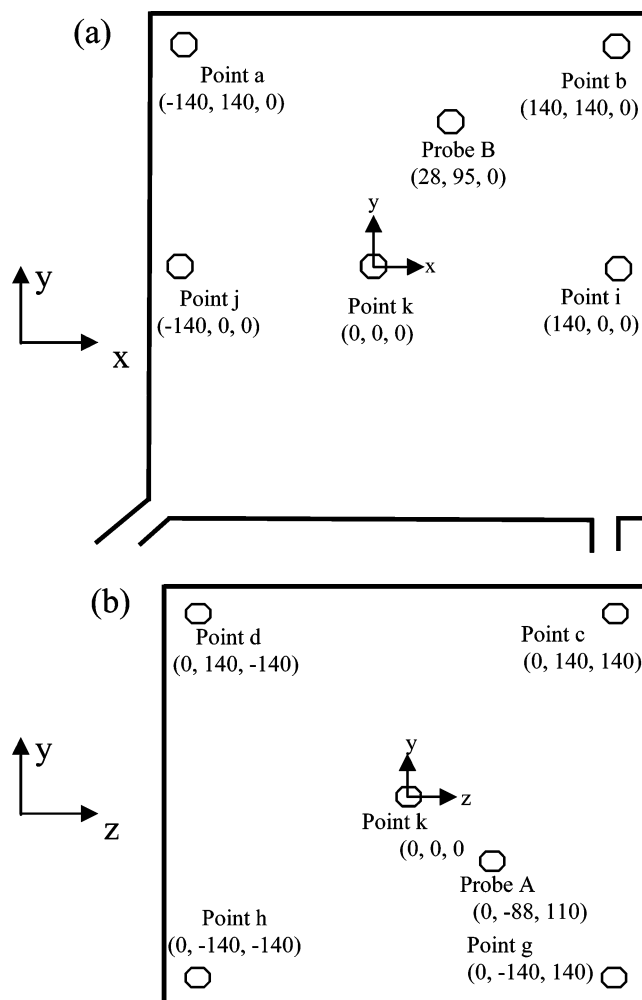 (a)
Point a
(-140, 140, 0)
Point b
(140, 140, 0)
Probe B
(28, 95, 0)
y
x
y
x
Point j
(-140, 0, 0)
Point k
(0, 0, 0)
Point i
(140, 0, 0)
(b)
Point d
(0, 140, -140)
Point c
(0, 140, 140)
y
z
y
z
Point k
(0, 0, 0
Probe A
(0, -88, 110)
Point h
(0, -140, -140)
Point g
(0, -140, 140)